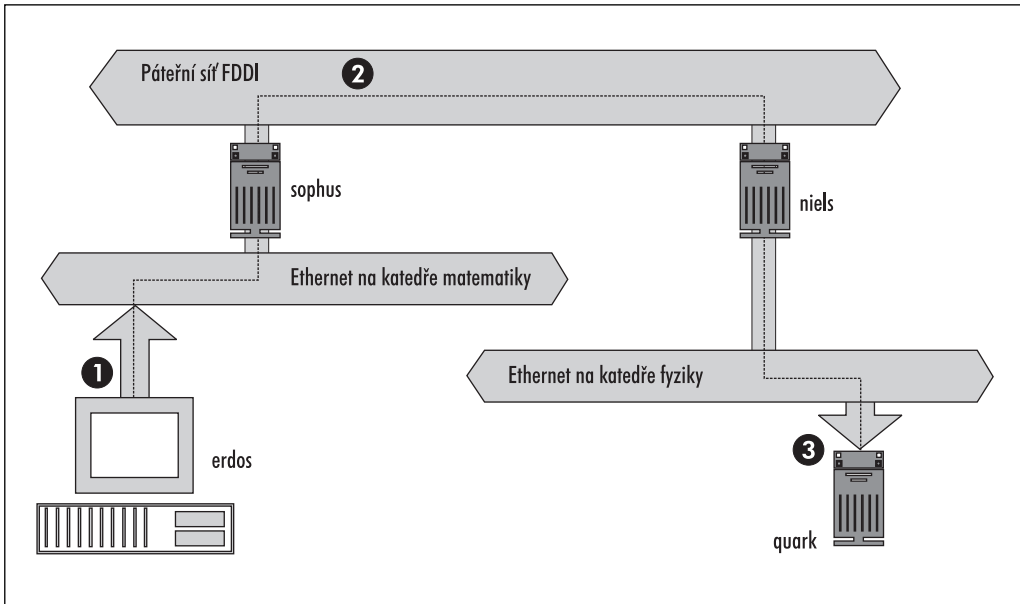 Páteřní síť FDDI
2
sophus
niels
Ethernet na katedře matematiky
1
Ethernet na katedře fyziky
erdos
3
quark